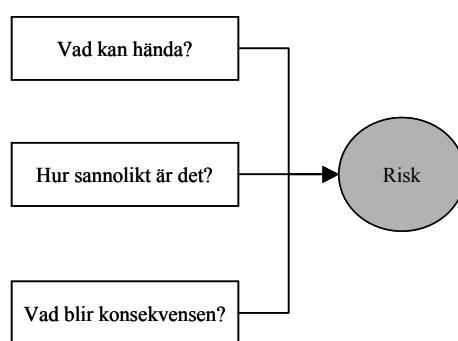 Vad kan hända?
Hur sannolikt är det?
Risk
Vad blir konsekvensen?